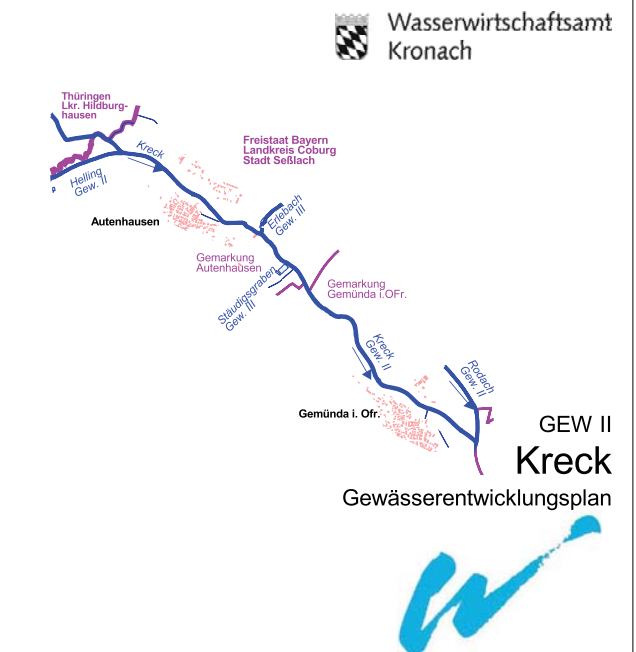 Wasserwirtschaftsamt
Kronach
Thüringen
Lkr. Hildburg-
hausen
Kreck
Freistaat Bayern
Landkreis Coburg
Stadt Seßlach
Helling
Gew. II
Autenhausen
Erlebach
Gew. III
Gemarkung
Autenhausen
Stäudigsgraben
Gew. III
Gemarkung
Gemünda i.OFr.
Kreck
Gew. II
Rodach
Gew. II
Gemünda i. Ofr.
GEW II
Kreck
Gewässerentwicklungsplan